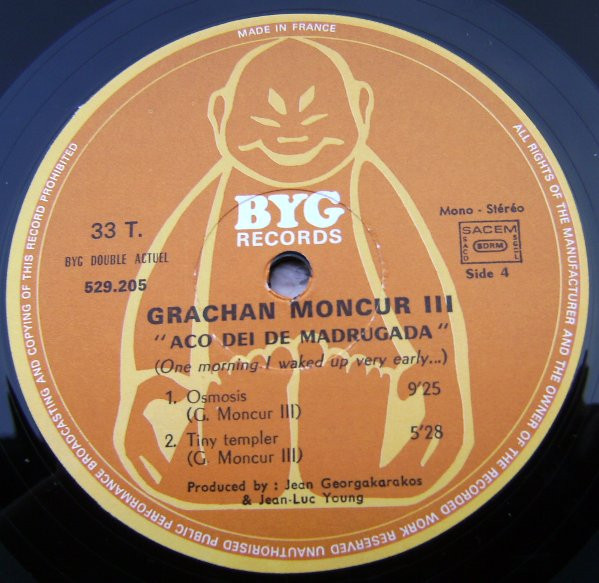 MADE IN FRANCE
ALL RIGHTS OF THE MANUFACTURER AND THE OWNER OF THE RECORDED WORK RESERVED UNAUTHORISED PUBLIC PERFORMANCE BROADCASTING AND COPYING OF THIS RECORD PROHIBITED
BYG
RECORDS
33 T.
BYG DOUBLE ACTUEL
529.205
Mono - Stéréo
SACEM
SACD
SDRM
SGDL
Side 4
GRACHAN MONCUR III
"ACO DEI DE MADRUGADA"
(One morning I waked up very early...)
1. Osmosis 9'25
(G. Moncur III)
2. Tiny templer 5'28
(G. Moncur III)
Produced by : Jean Georgakarakos
& Jean-Luc Young